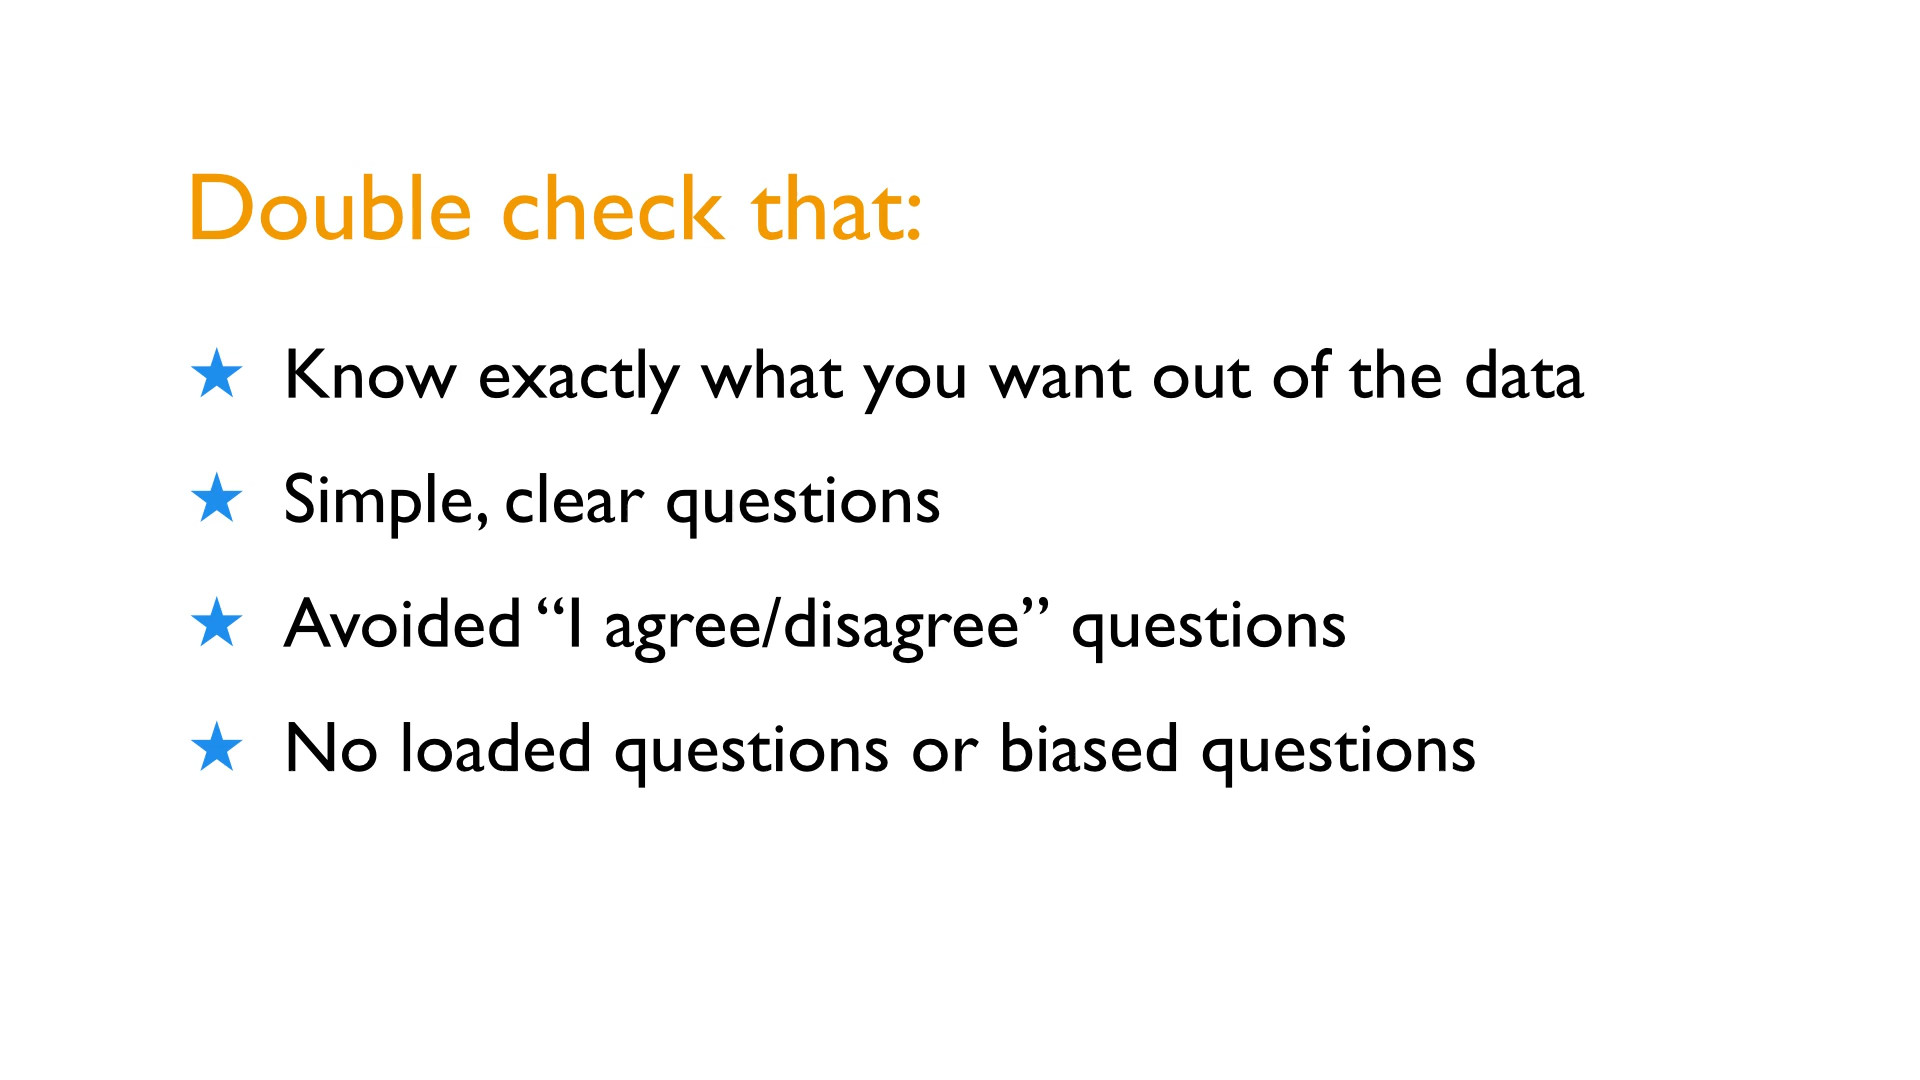 Double check that:
★ Know exactly what you want out of the data
★ Simple, clear questions
★ Avoided “I agree/disagree” questions
★ No loaded questions or biased questions